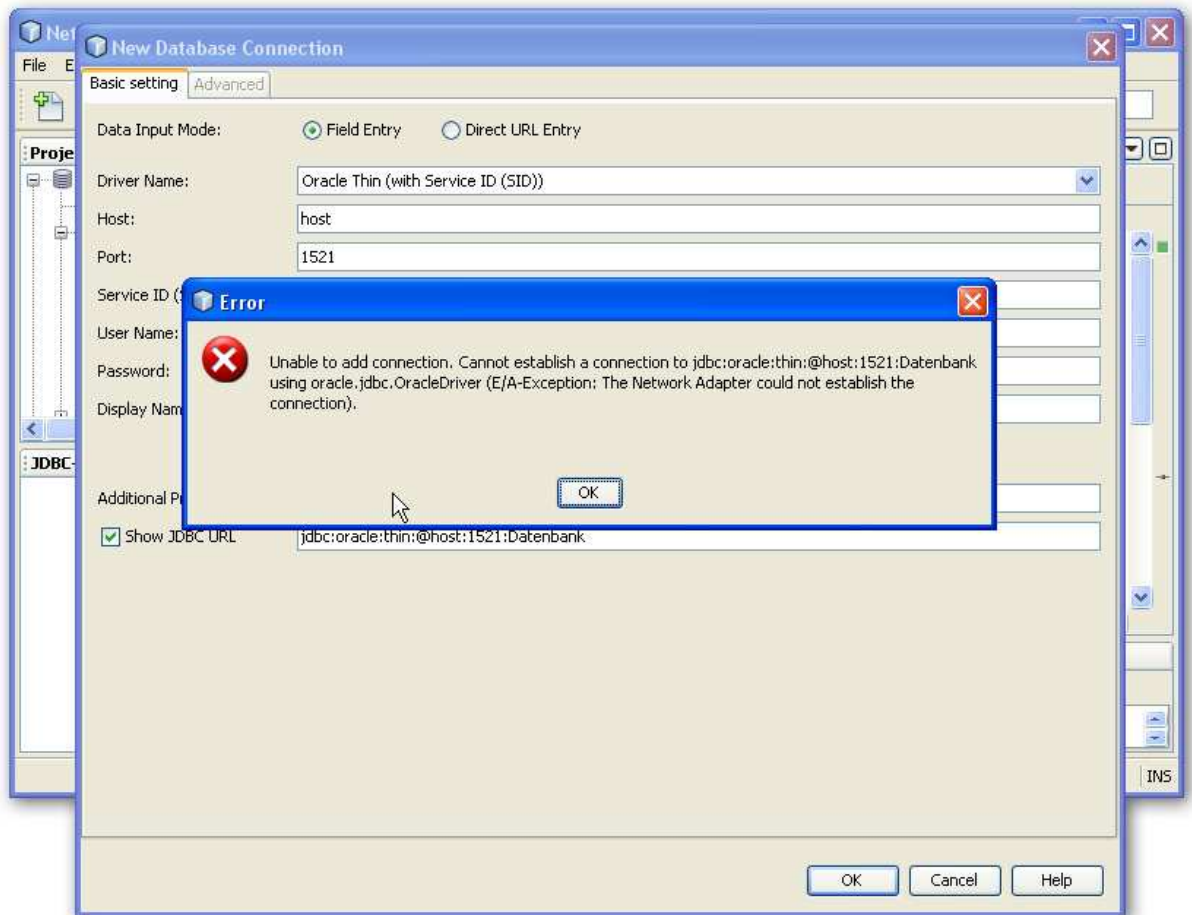 Net
New Database Connection
File E
Basic setting Advanced
Data Input Mode: Field Entry Direct URL Entry
Proje
Driver Name: Oracle Thin (with Service ID (SID))
Host: host
Port: 1521
Service ID (
Error
User Name:
Unable to add connection. Cannot establish a connection to jdbc:oracle:thin:@host:1521:Datenbank
using oracle.jdbc.OracleDriver (E/A-Exception: The Network Adapter could not establish the
connection).
Password:
Display Nam
JDBC-
OK
Additional Pr
Show JDBC URL jdbc:oracle:thin:@host:1521:Datenbank
INS
OK Cancel Help